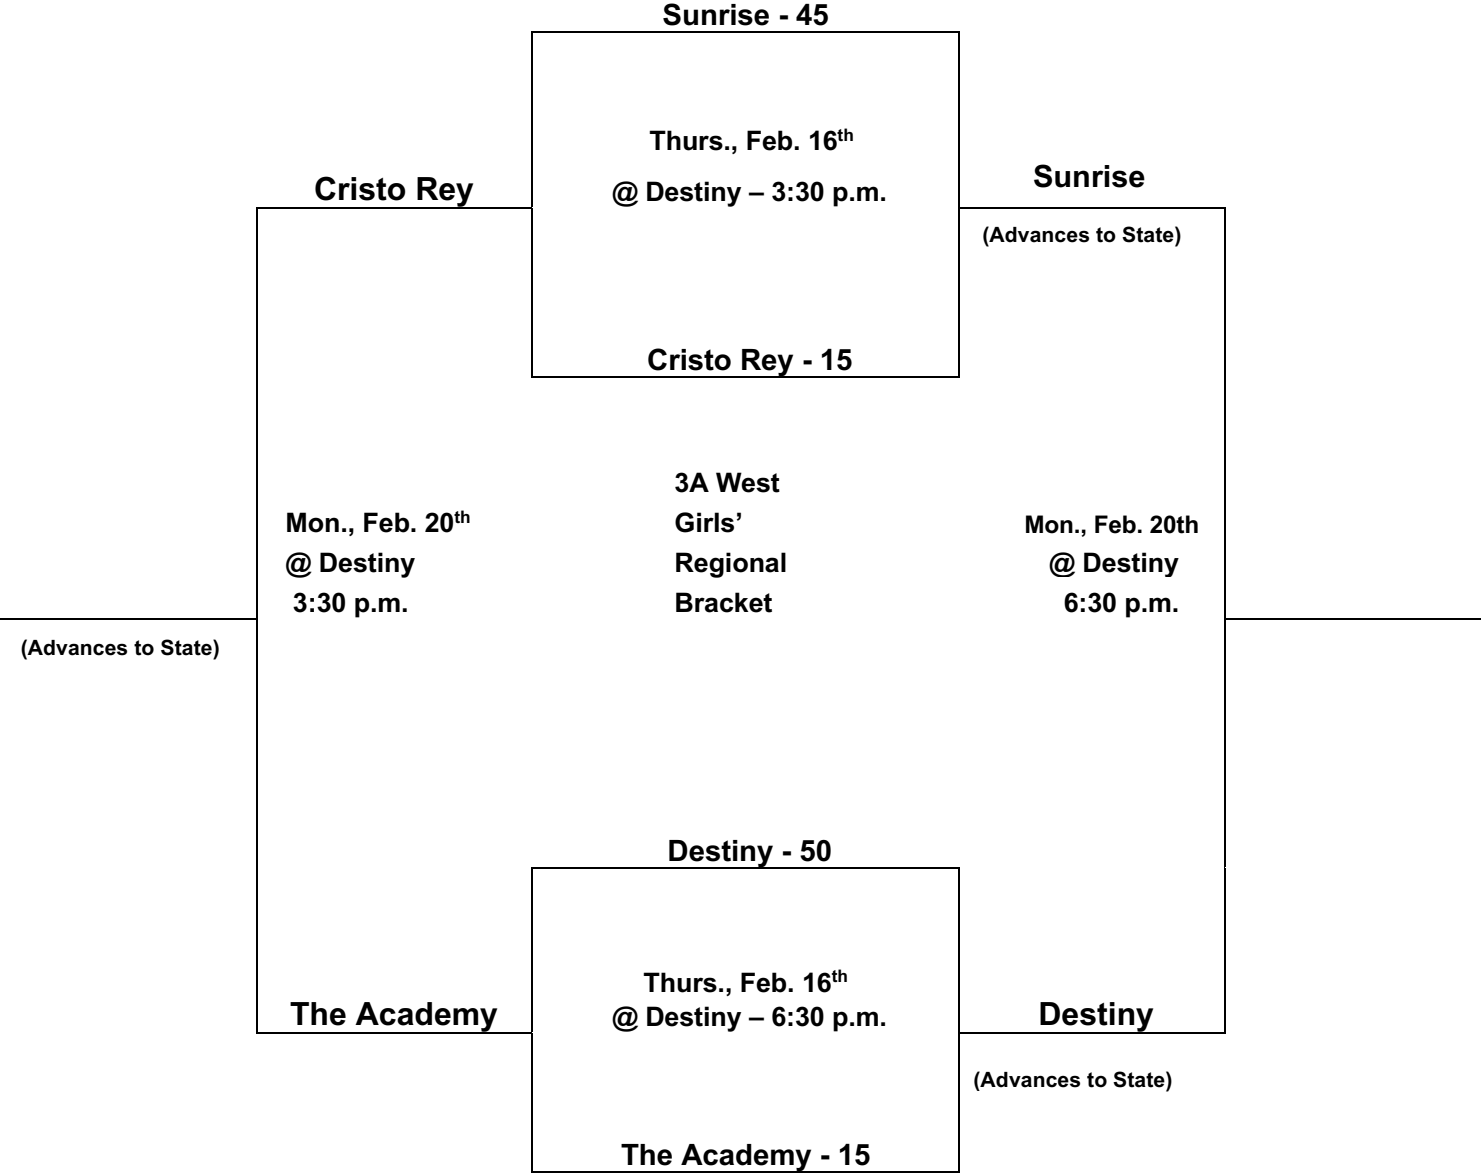 Sunrise - 45
Thurs., Feb. 16th
@ Destiny – 3:30 p.m.
Cristo Rey
Sunrise
(Advances to State)
Cristo Rey - 15
Mon., Feb. 20th
@ Destiny
3:30 p.m.
(Advances to State)
3A West
Girls’
Regional
Bracket
Mon., Feb. 20th
@ Destiny
6:30 p.m.
Destiny - 50
Thurs., Feb. 16th
@ Destiny – 6:30 p.m.
The Academy
Destiny
(Advances to State)
The Academy - 15